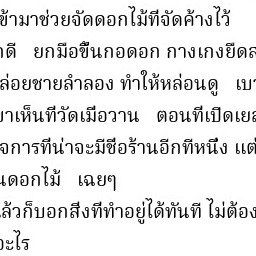 ข้ามาช่วยจัดดอกไม้ที่จัดค้างไว้
ดี ยกมือขึ้นกอดอก กางเกงยีด
ล่อยชายลำลอง ทำให้หล่อนดู เบา
าเห็นที่วัดเมื่อวาน ตอนที่เปิดเย
จการที่น่าจะมีชื่อร้านอีกที่หนึ่ง แต่
นดอกไม้ เฉยๆ
ล้วก็บอกสิ่งที่ทำอยู่ได้ทันที ไม่ต้อง
อะไร